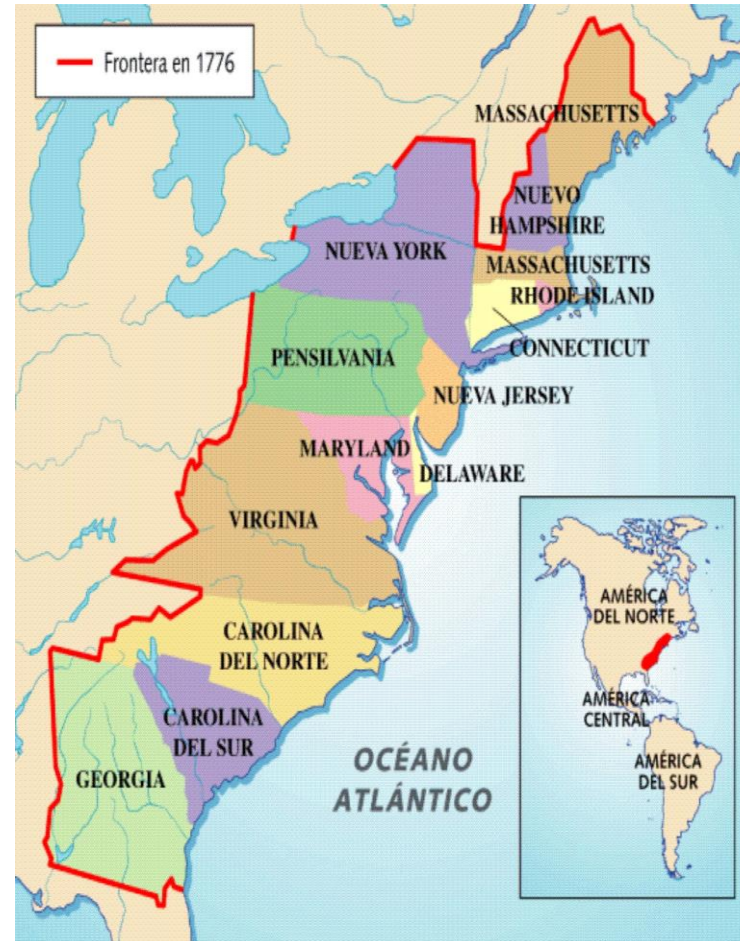 Frontera en 1776
MASSACHUSETTS
NUEVO
HAMPSHIRE
NUEVA YORK
MASSACHUSETTS
RHODE ISLAND
CONNECTICUT
PENSILVANIA
NUEVA JERSEY
MARYLAND
DELAWARE
VIRGINIA
CAROLINA
DEL NORTE
CAROLINA
DEL SUR
GEORGIA
OCÉANO
ATLÁNTICO
AMÉRICA
DEL NORTE
AMÉRICA
CENTRAL
AMÉRICA
DEL SUR